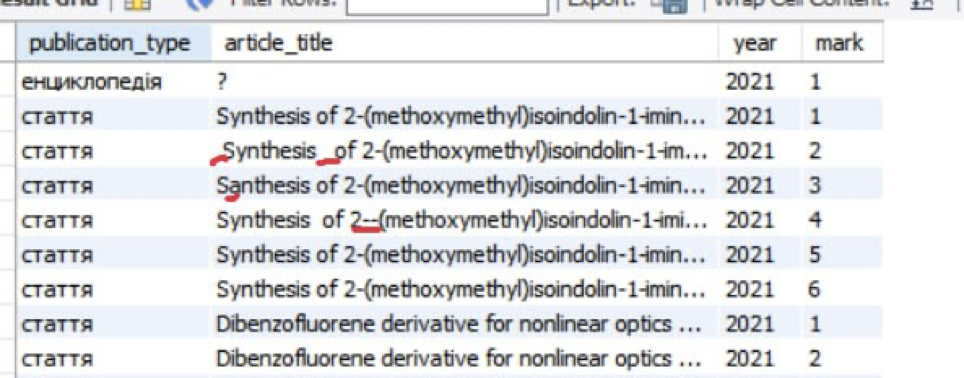 Result Grid Filter Rows: Export: Wrap Cell Content:
publication_type article_title year mark
енциклопедія ? 2021 1
стаття Synthesis of 2-(methoxymethyl)isoindolin-1-imin... 2021 1
стаття  Synthesis  of 2-(methoxymethyl)isoindolin-1-im... 2021 2
стаття Santhesis of 2-(methoxymethyl)isoindolin-1-imin... 2021 3
стаття Synthesis  of 2--(methoxymethyl)isoindolin-1-imi... 2021 4
стаття Synthesis of 2-(methoxymethyl)isoindolin-1-imin... 2021 5
стаття Synthesis of 2-(methoxymethyl)isoindolin-1-imin... 2021 6
стаття Dibenzofluorene derivative for nonlinear optics ... 2021 1
стаття Dibenzofluorene derivative for nonlinear optics ... 2021 2